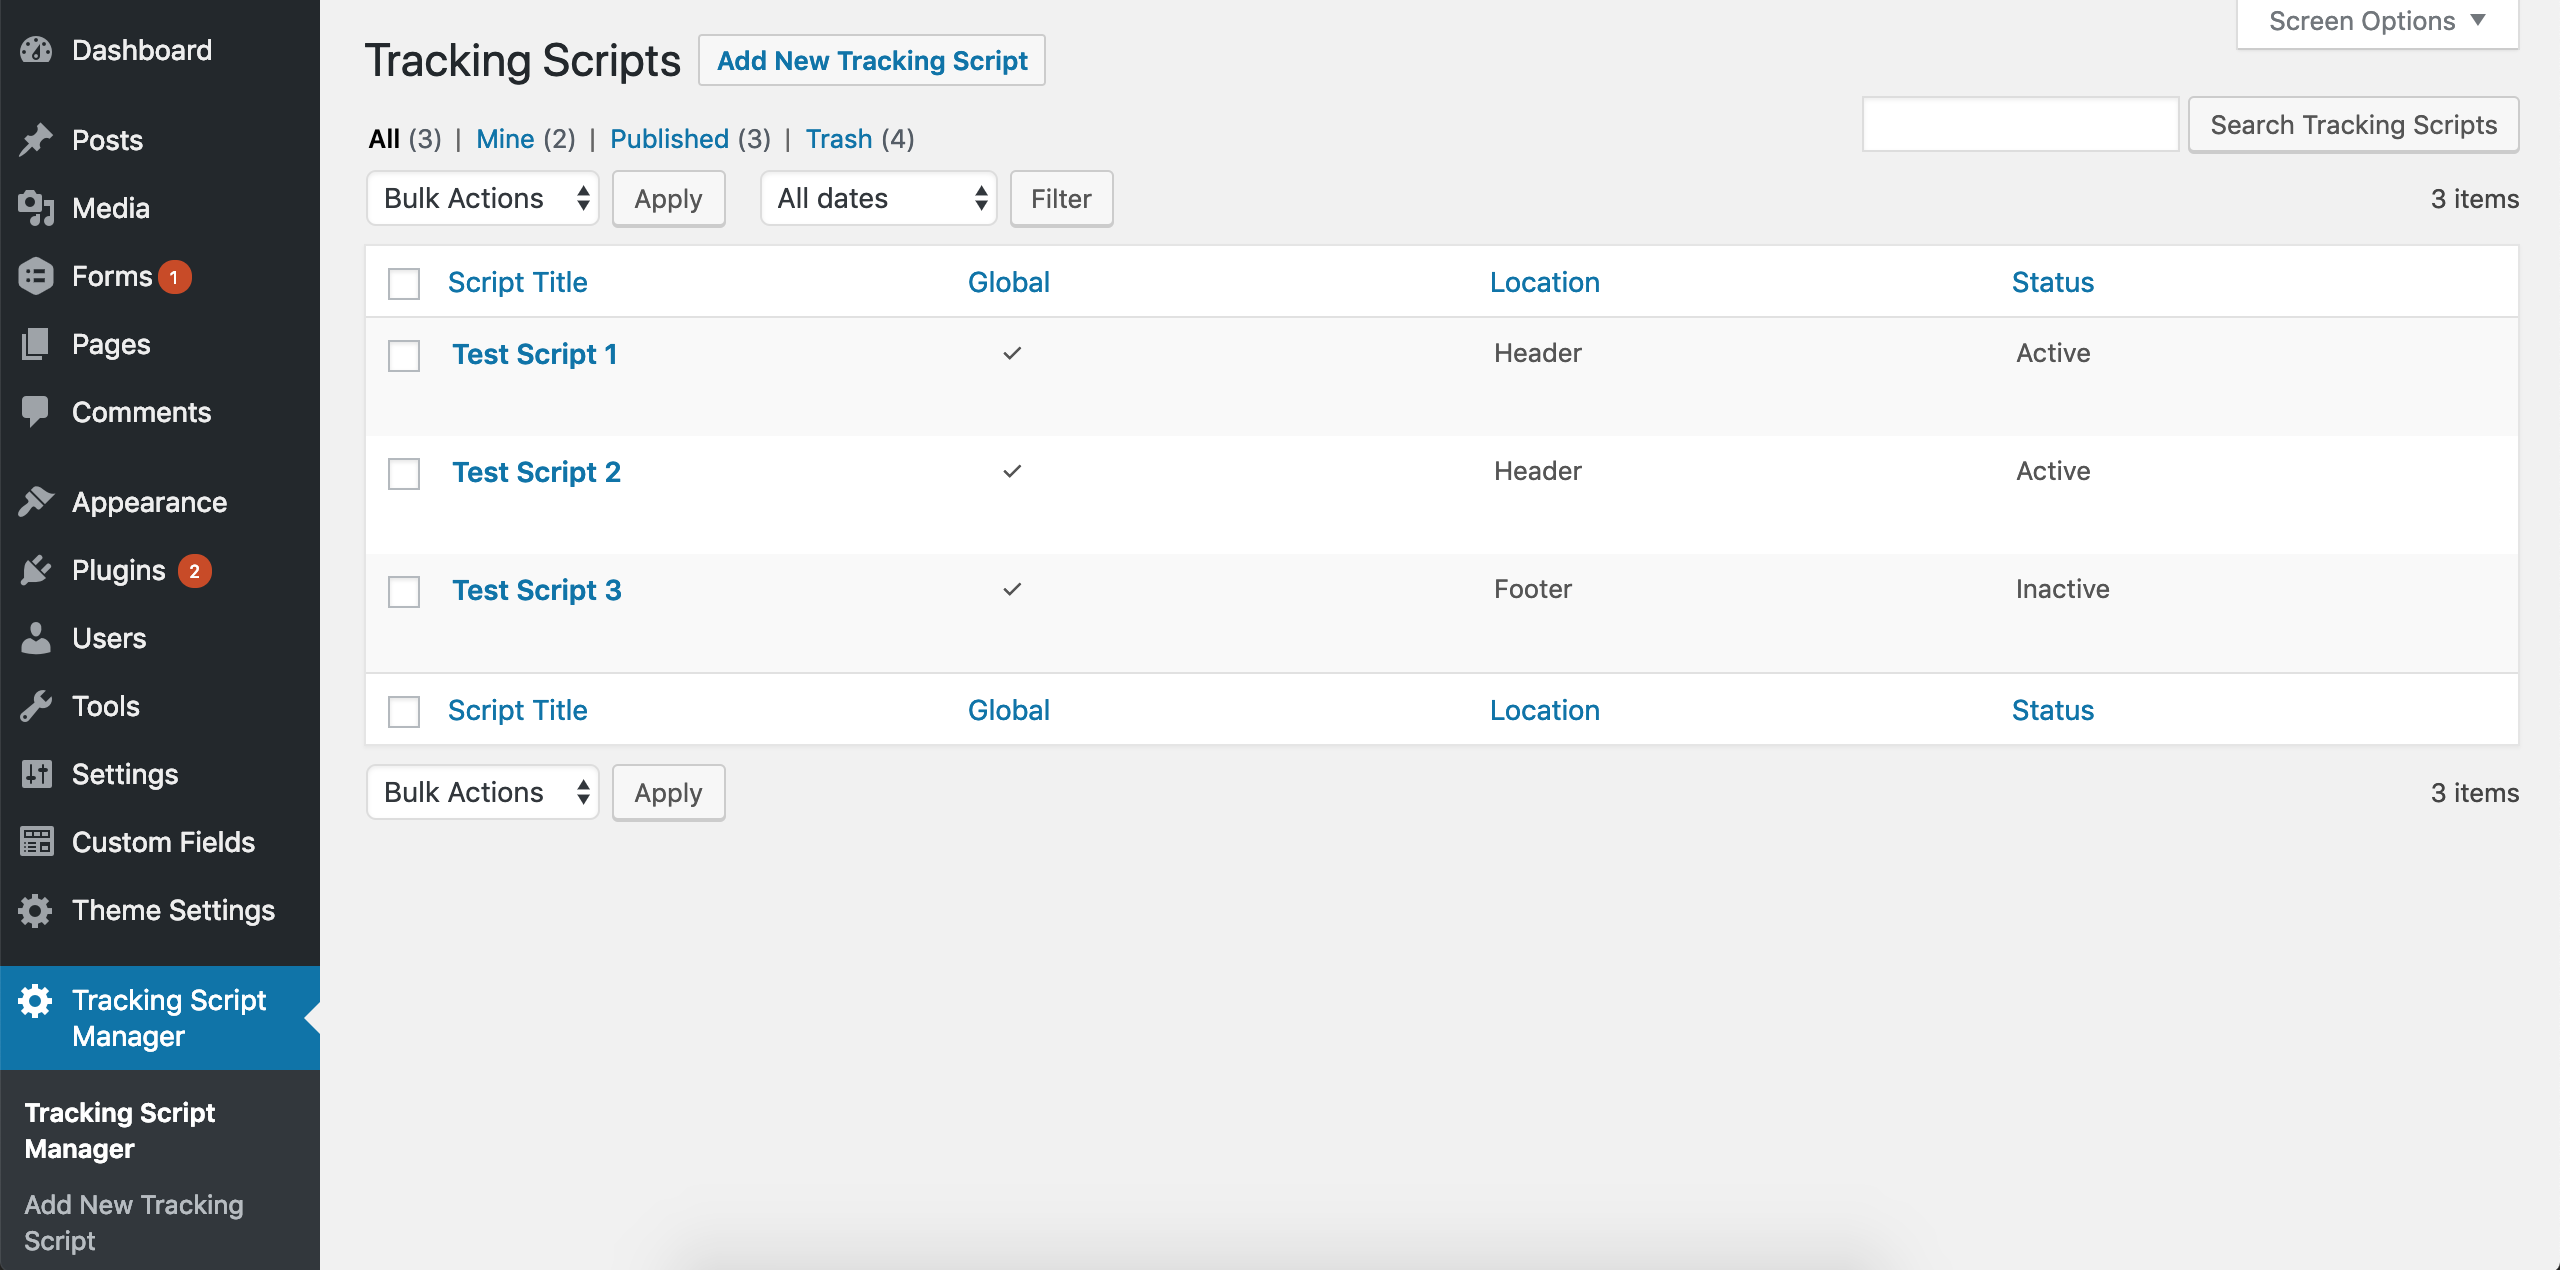 Dashboard
Posts
Media
Forms 1
Pages
Comments
Appearance
Plugins 2
Users
Tools
Settings
Custom Fields
Theme Settings
Tracking Script
Manager
Tracking Script
Manager
Add New Tracking
Script
Screen Options
Tracking Scripts Add New Tracking Script
All (3) | Mine (2) | Published (3) | Trash (4)
Search Tracking Scripts
Bulk Actions Apply All dates Filter 3 items
Script Title Global Location Status
Test Script 1 ✓ Header Active
Test Script 2 ✓ Header Active
Test Script 3 ✓ Footer Inactive
Script Title Global Location Status
Bulk Actions Apply 3 items